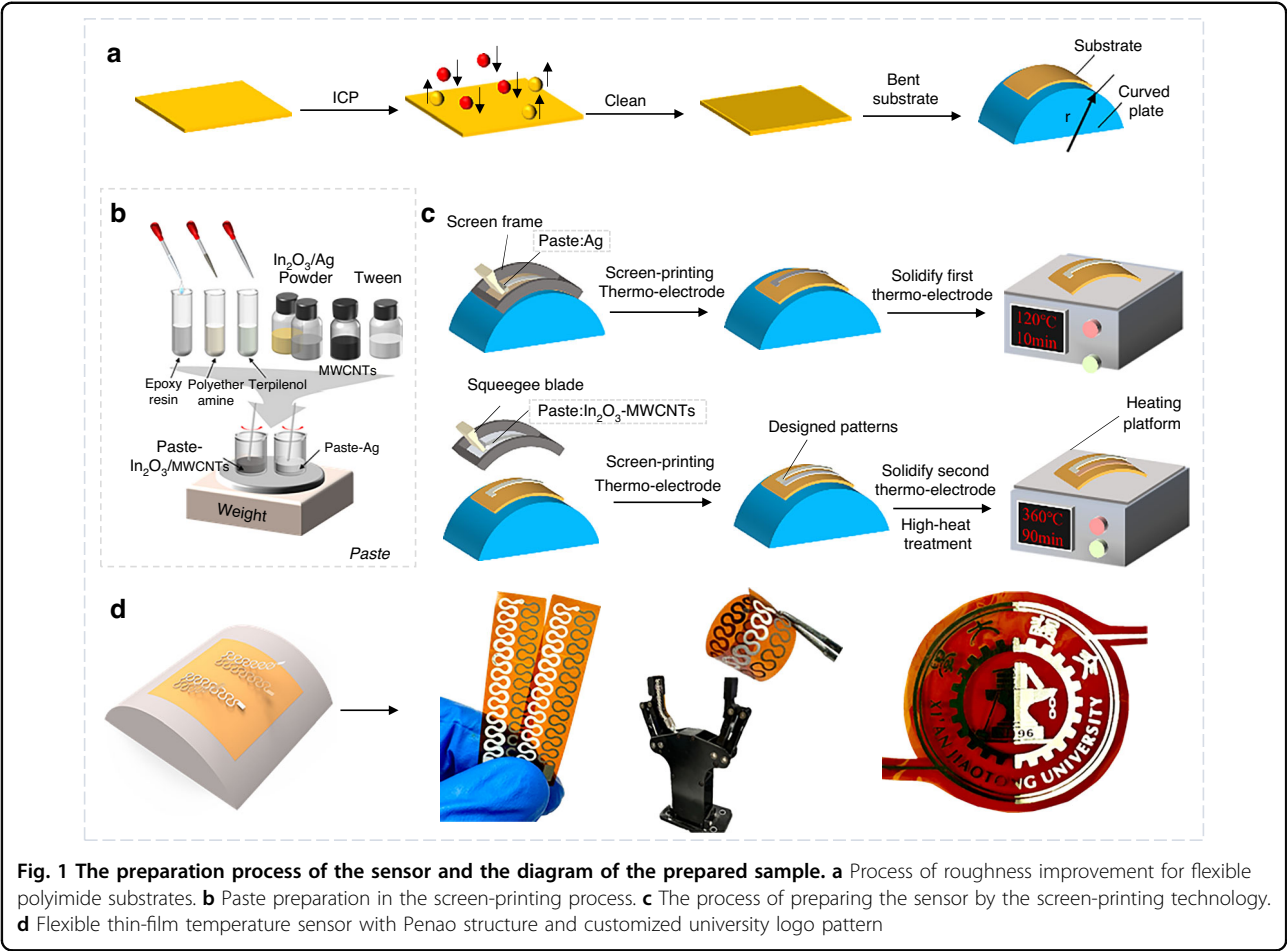 a
ICP
Clean
Bent
substrate
Substrate
Curved
plate
r
b
In₂O₃/Ag
Powder
Tween
MWCNTs
Epoxy
resin
Polyether
amine
Terpilenol
Paste-
In₂O₃/MWCNTs
Paste-Ag
Weight
Paste
c
Screen frame
Paste:Ag
Screen-printing
Thermo-electrode
Solidify first
thermo-electrode
120℃
10min
Squeegee blade
Paste:In₂O₃-MWCNTs
Screen-printing
Thermo-electrode
Designed patterns
Solidify second
thermo-electrode
High-heat
treatment
Heating
platform
360℃
90min
d
XI'AN JIAOTONG UNIVERSITY
Fig. 1 The preparation process of the sensor and the diagram of the prepared sample. a Process of roughness improvement for flexible
polyimide substrates. b Paste preparation in the screen-printing process. c The process of preparing the sensor by the screen-printing technology.
d Flexible thin-film temperature sensor with Penao structure and customized university logo pattern